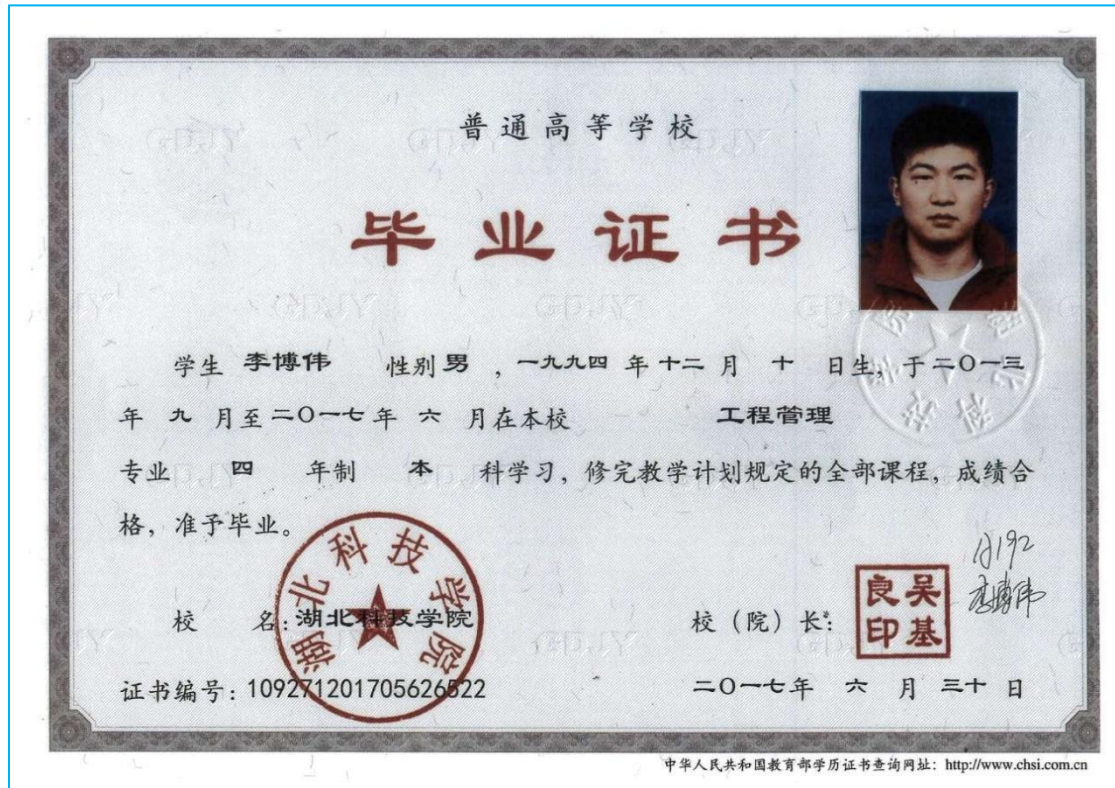 普通高等学校
毕业证书
学生 李博伟 性别 男 ，一九九四 年 十二 月 十 日生，于 二〇一三
年 九 月至 二〇一七 年 六 月在本校 工程管理
专业 四 年制 本 科学习，修完教学计划规定的全部课程，成绩合
格，准予毕业。
湖北科技学院
校 名：湖北科技学院
校（院）长：
吴基良印
李博伟
证书编号：109271201705626522
二〇一七年 六 月 三十 日
中华人民共和国教育部学历证书查询网址：http://www.chsi.com.cn